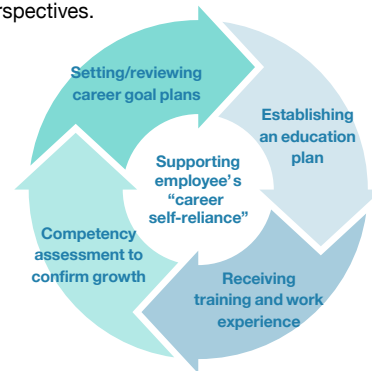 Setting/reviewing
career goal plans
Establishing
an education
plan
Supporting
employee's
“career
self-reliance”
Competency
assessment to
confirm growth
Receiving
training and work
experience